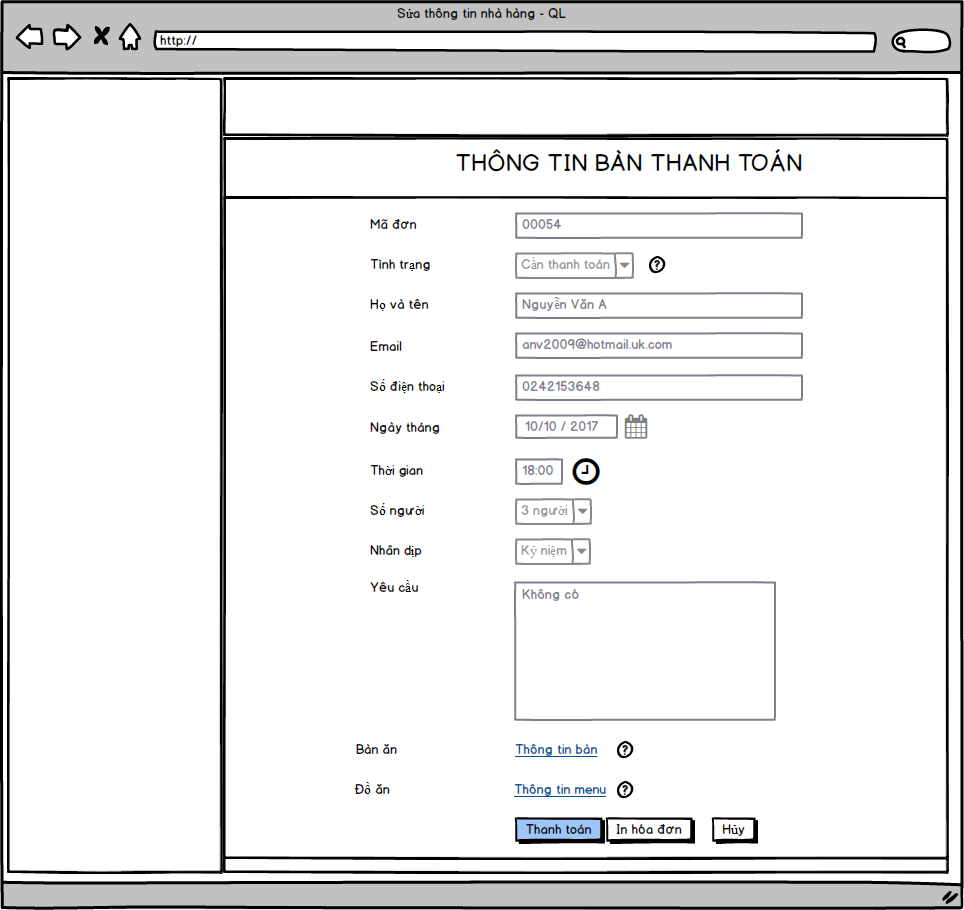 Sửa thông tin nhà hàng - QL
http://
THÔNG TIN BÀN THANH TOÁN
Mã đơn 00054
Tình trạng Cần thanh toán ?
Họ và tên Nguyễn Văn A
Email anv2009@hotmail.uk.com
Số điện thoại 0242153648
Ngày tháng 10/10 / 2017
Thời gian 18:00
Số người 3 người
Nhân dịp Kỷ niệm
Yêu cầu Không có
Bàn ăn Thông tin bàn ?
Đồ ăn Thông tin menu ?
Thanh toán In hóa đơn Hủy